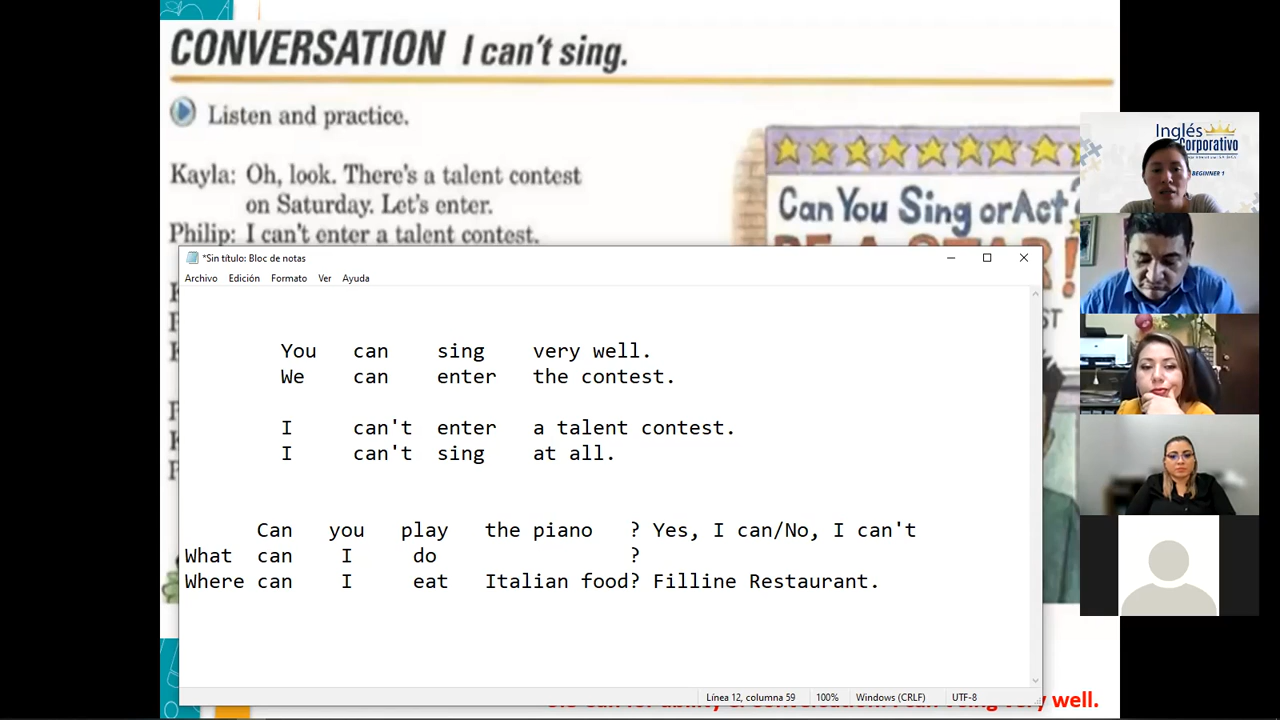 CONVERSATION I can't sing.
Listen and practice.
Kayla: Oh, look. There's a talent contest
on Saturday. Let's enter.
Philip: I can't enter a talent contest.
Can You Sing or Act?
BE A STAR!
*Sin título: Bloc de notas
Archivo Edición Formato Ver Ayuda
You can sing very well.
We can enter the contest.
I can't enter a talent contest.
I can't sing at all.
Can you play the piano ? Yes, I can/No, I can't
What can I do ?
Where can I eat Italian food? Filline Restaurant.
Línea 12, columna 59 100% Windows (CRLF) UTF-8
well.
Inglés
Corporativo
BEGINNER 1